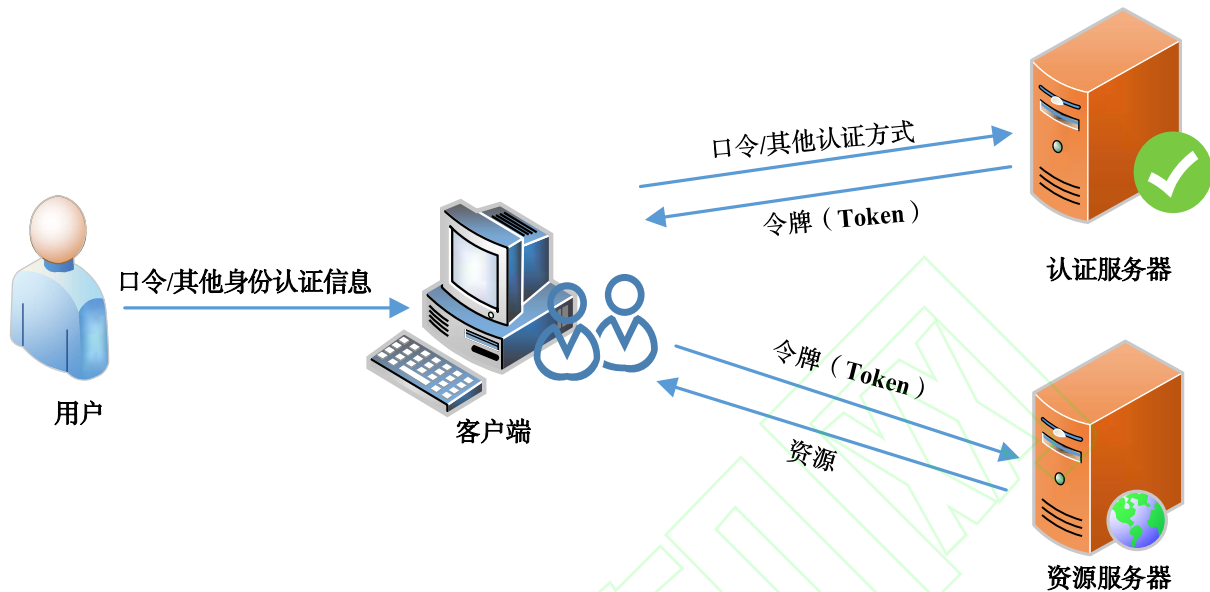 口令/其他认证方式
令牌（Token）
认证服务器
口令/其他身份认证信息
用户
客户端
令牌（Token）
资源
资源服务器